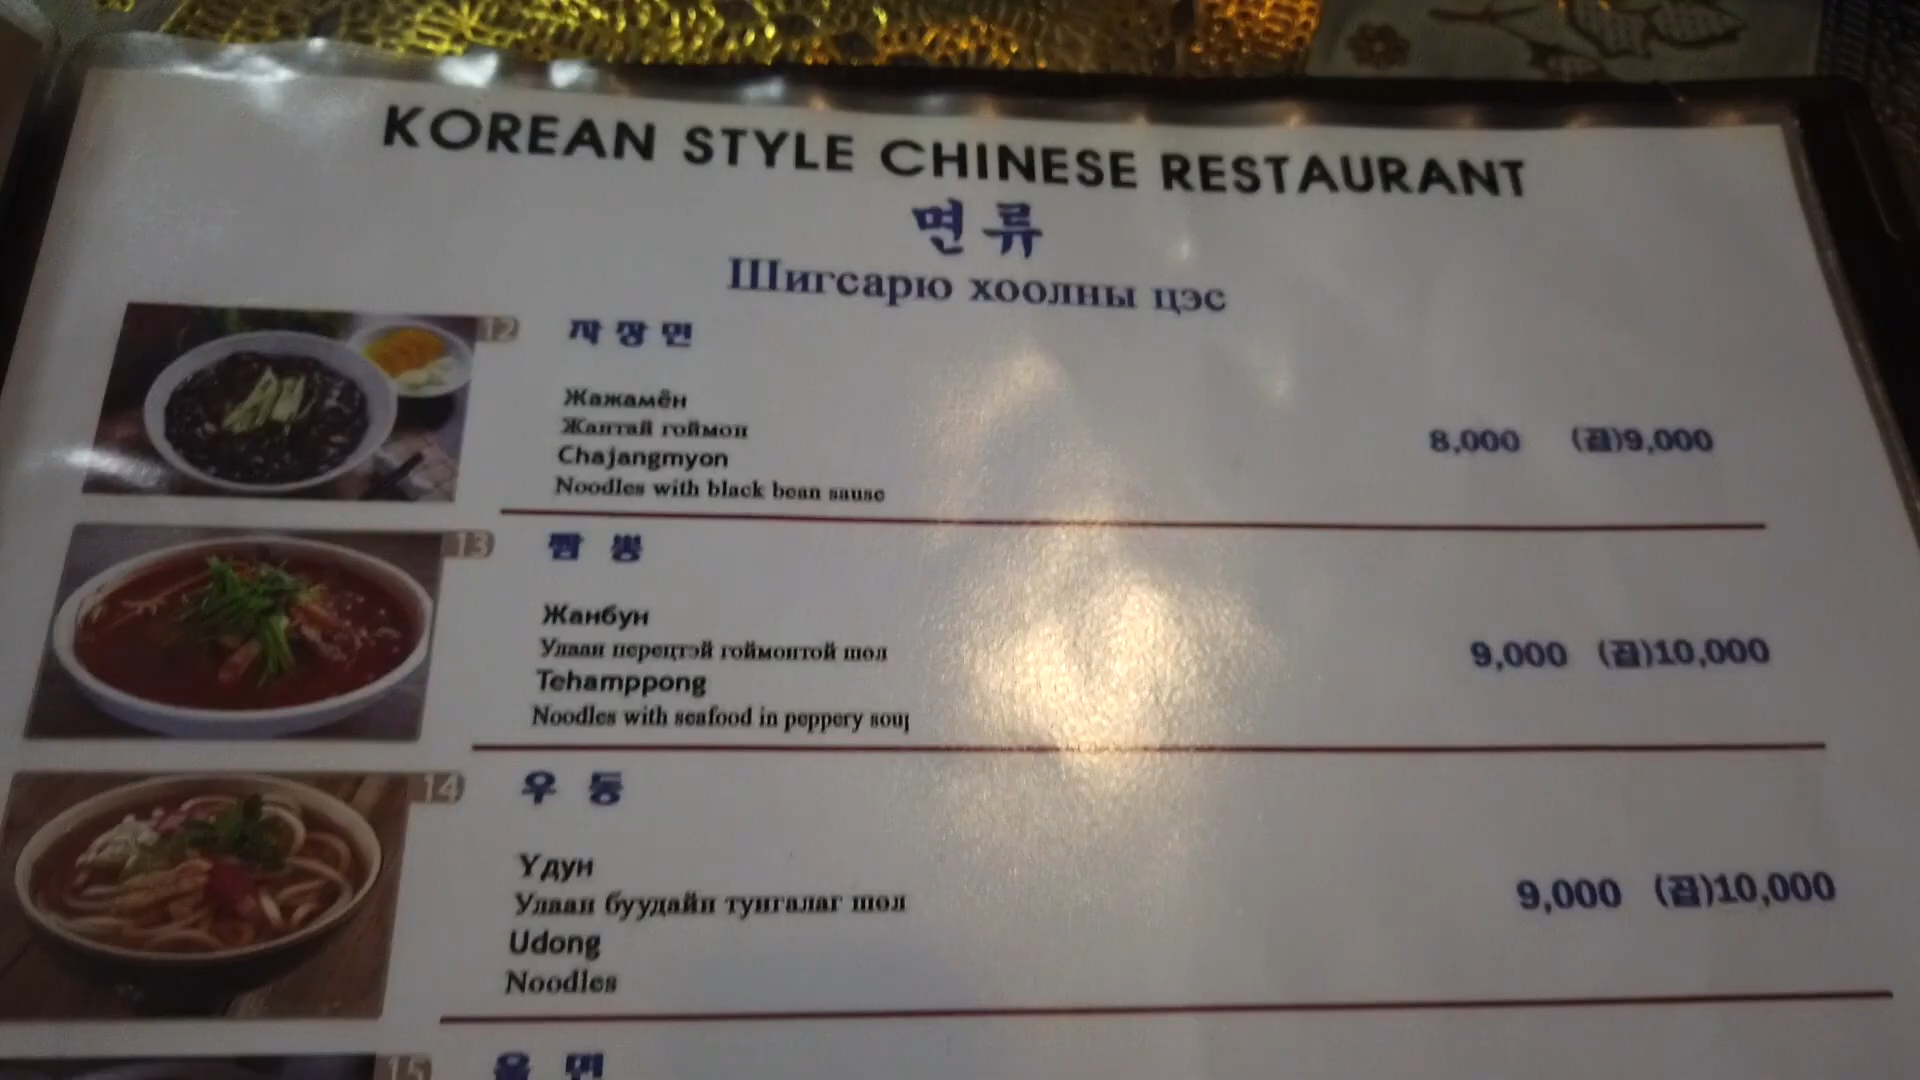 KOREAN STYLE CHINESE RESTAURANT
면 류
Шигсарю хоолны цэс
12 짜 장 면
Жажамён
Жантай гоймон
Chajangmyon
Noodles with black bean sause
8,000 (곱)9,000
13 짬 뽕
Жанбун
Улаан перецтэй гоймонтой шөл
Tchamppong
Noodles with seafood in peppery soup
9,000 (곱)10,000
14 우 동
Үдун
Улаан буудайн тунгалаг шөл
Udong
Noodles
9,000 (곱)10,000
15 울 면